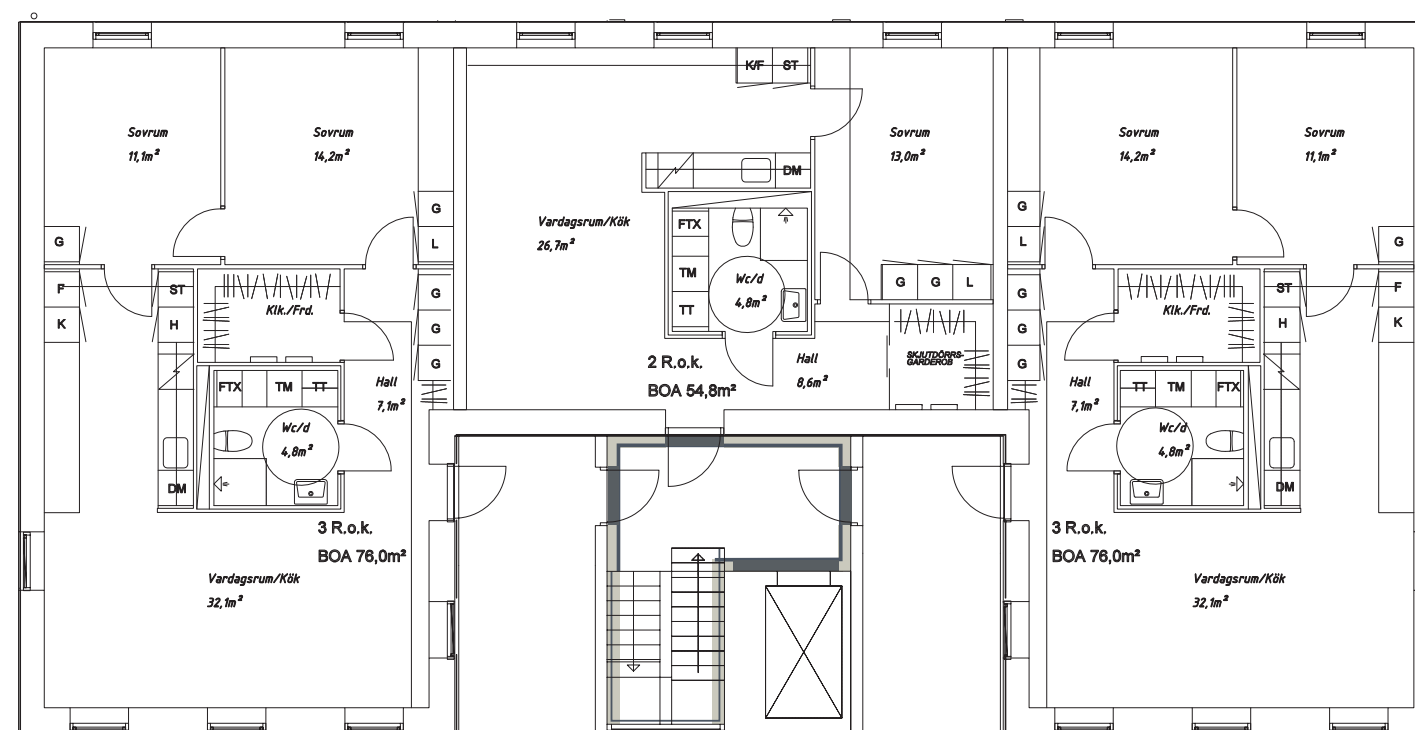 K/F ST
Sovrum
11,1m²
Sovrum
14,2m²
Sovrum
13,0m²
Sovrum
14,2m²
Sovrum
11,1m²
DM
G
L
G
L
Vardagsrum/Kök
26,7m²
FTX
TM
TT
Wc/d
4,8m²
G
G
F
K
ST
H
Klk./Frd.
G
G
G
G G L
G
G
G
Klk./Frd.
ST
H
F
K
SKJUTDÖRRS-
GARDEROB
2 R.o.k.
BOA 54,8m²
Hall
8,6m²
FTX TM TT
Hall
7,1m²
Wc/d
4,8m²
DM
Hall
7,1m²
TT TM FTX
Wc/d
4,8m²
DM
3 R.o.k.
BOA 76,0m²
Vardagsrum/Kök
32,1m²
3 R.o.k.
BOA 76,0m²
Vardagsrum/Kök
32,1m²